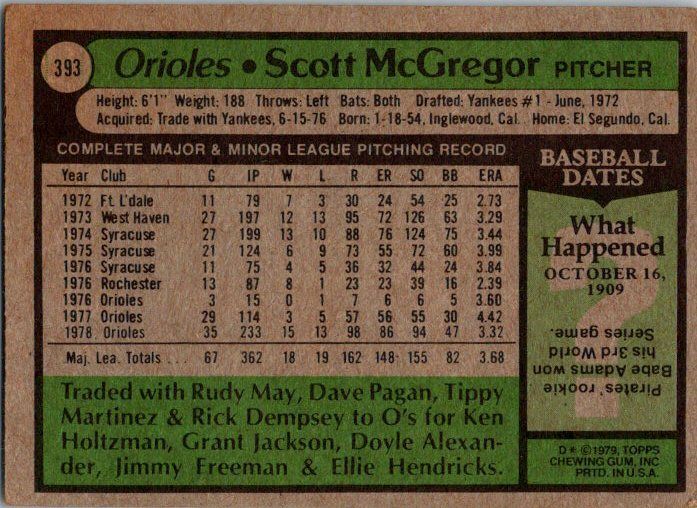 393
Orioles • Scott McGregor PITCHER
Height: 6'1" Weight: 188 Throws: Left Bats: Both Drafted: Yankees #1 - June, 1972
Acquired: Trade with Yankees, 6-15-76 Born: 1-18-54, Inglewood, Cal. Home: El Segundo, Cal.
COMPLETE MAJOR & MINOR LEAGUE PITCHING RECORD
Year Club G IP W L R ER SO BB ERA
1972 Ft. L'dale 11 79 7 3 30 24 54 25 2.73
1973 West Haven 27 197 12 13 95 72 126 63 3.29
1974 Syracuse 27 199 13 10 88 76 124 75 3.44
1975 Syracuse 21 124 6 9 73 55 72 60 3.99
1976 Syracuse 11 75 4 5 36 32 44 24 3.84
1976 Rochester 13 87 8 1 23 23 39 16 2.39
1976 Orioles 3 15 0 1 7 6 6 5 3.60
1977 Orioles 29 114 3 5 57 56 55 30 4.42
1978 Orioles 35 233 15 13 98 86 94 47 3.32
Maj. Lea. Totals . . . 67 362 18 19 162 148 155 82 3.68
Traded with Rudy May, Dave Pagan, Tippy
Martinez & Rick Dempsey to O's for Ken
Holtzman, Grant Jackson, Doyle Alexan-
der, Jimmy Freeman & Ellie Hendricks.
BASEBALL
DATES
What
Happened
OCTOBER 16,
1909
?
Pirates' rookie
Babe Adams won
his 3rd World
Series game.
D* ©1979, TOPPS
CHEWING GUM, INC
PRTD. IN U.S.A.